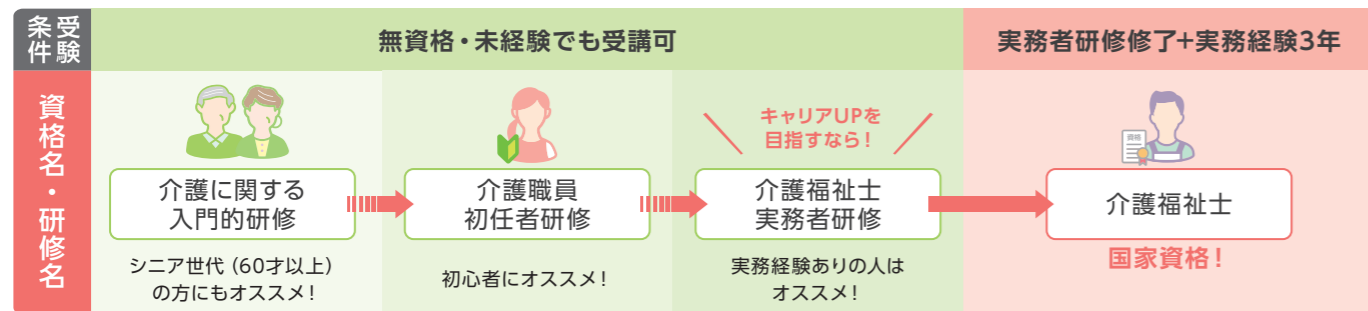 受験
条件
無資格・未経験でも受講可
実務者研修修了+実務経験3年
資格名・研修名
介護に関する
入門的研修
シニア世代（60才以上）
の方にもオススメ！
介護職員
初任者研修
初心者にオススメ！
キャリアUPを
目指すなら！
介護福祉士
実務者研修
実務経験ありの人は
オススメ！
資格
介護福祉士
国家資格！